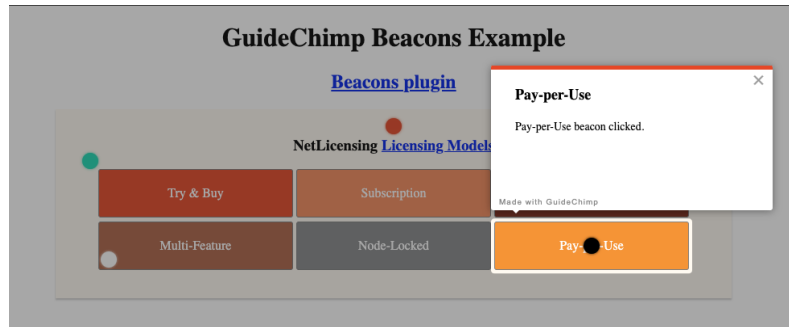 GuideChimp Beacons Example
Beacons plugin
Pay-per-Use
Pay-per-Use beacon clicked.
Made with GuideChimp
NetLicensing Licensing Models
Try & Buy
Subscription
Multi-Feature
Node-Locked